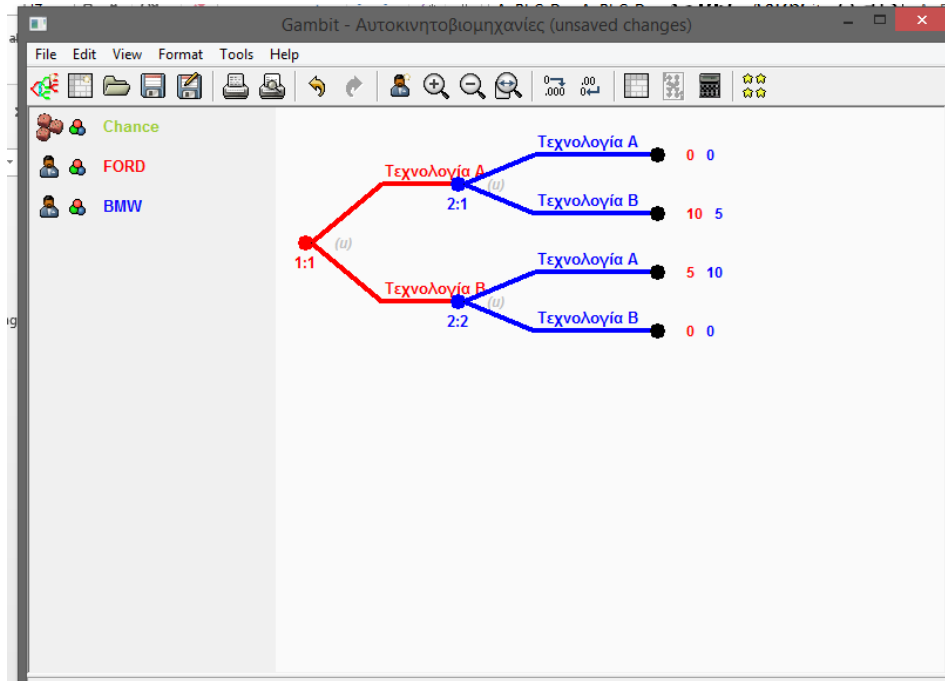 Gambit - Αυτοκινητοβιομηχανίες (unsaved changes)
File Edit View Format Tools Help
Chance
FORD
BMW
Τεχνολογία Α
0 0
Τεχνολογία Α
(u)
2:1
Τεχνολογία Β
10 5
(u)
1:1
Τεχνολογία Α
5 10
Τεχνολογία Β
(u)
2:2
Τεχνολογία Β
0 0